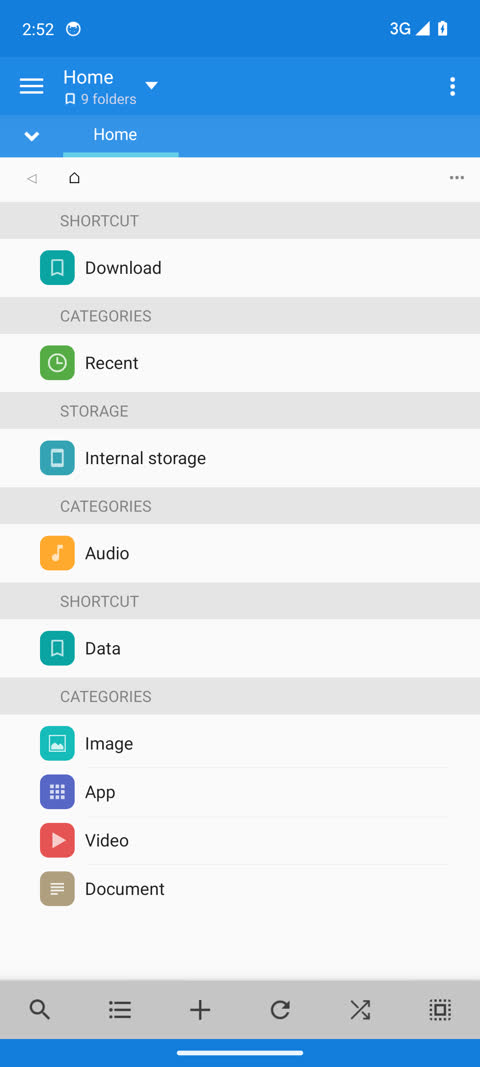 2:52
3G
Home
9 folders
Home
SHORTCUT
Download
CATEGORIES
Recent
STORAGE
Internal storage
CATEGORIES
Audio
SHORTCUT
Data
CATEGORIES
Image
App
Video
Document